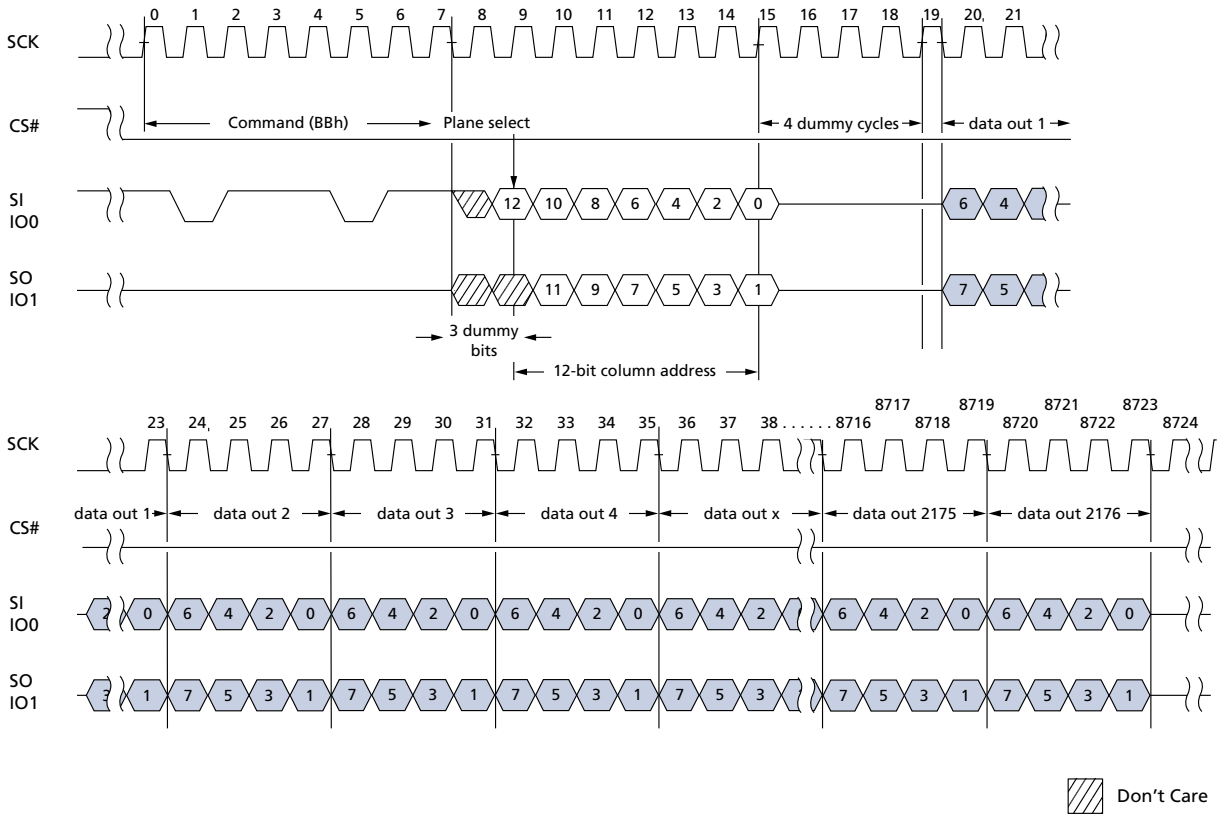 0 1 2 3 4 5 6 7 8 9 10 11 12 13 14 15 16 17 18 19 20, 21
SCK
CS#
Command (BBh)
Plane select
4 dummy cycles
data out 1
SI
IO0
12 10 8 6 4 2 0
6 4
SO
IO1
11 9 7 5 3 1
7 5
3 dummy
bits
12-bit column address
8717 8719 8721 8723
23 24, 25 26 27 28 29 30 31 32 33 34 35 36 37 38 . . . . . . 8716 8718 8720 8722 8724
SCK
data out 1 data out 2 data out 3 data out 4 data out x data out 2175 data out 2176
CS#
SI
IO0
2 0 6 4 2 0 6 4 2 0 6 4 2 0 6 4 2 6 4 2 0 6 4 2 0
SO
IO1
3 1 7 5 3 1 7 5 3 1 7 5 3 1 7 5 3 7 5 3 1 7 5 3 1
Don't Care